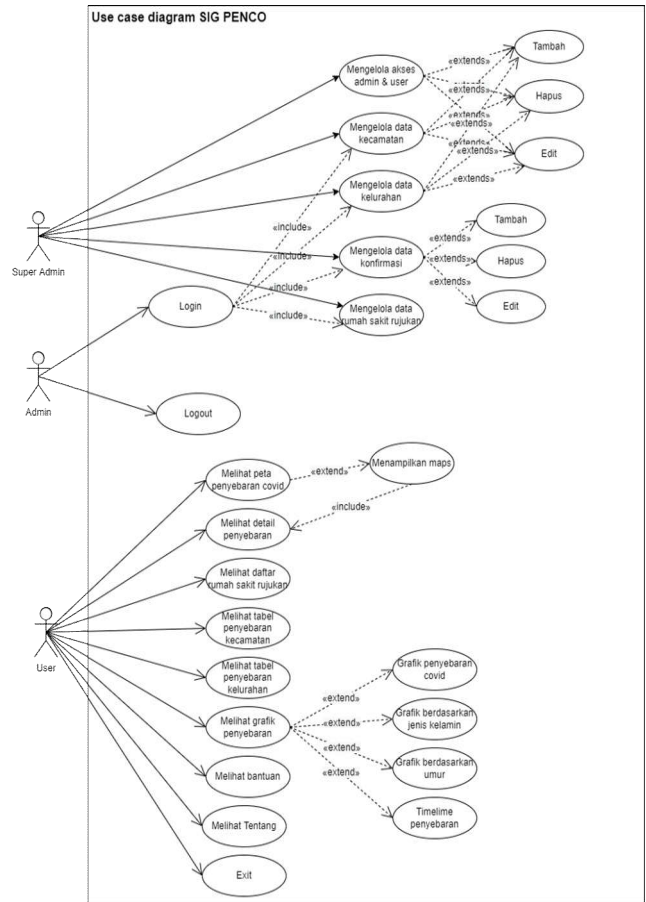 Use case diagram SIG PENCO
Mengelola akses
admin & user
«extends»
Tambah
«extends»
Hapus
«extends»
Mengelola data
kecamatan
«extends»
«extends»
Edit
«extends»
Mengelola data
kelurahan
«include»
«include»
Super Admin
Mengelola data
konfirmasi
«extends»
Tambah
«extends»
Hapus
«extends»
Edit
«include»
Login
«include»
Mengelola data
rumah sakit rujukan
Admin
Logout
Melihat peta
penyebaran covid
«extend»
Menampilkan maps
«include»
Melihat detail
penyebaran
Melihat daftar
rumah sakit rujukan
Melihat tabel
penyebaran
kecamatan
User
Melihat tabel
penyebaran
kelurahan
Melihat grafik
penyebaran
«extend»
Grafik penyebaran
covid
«extend»
Grafik berdasarkan
jenis kelamin
«extend»
Grafik berdasarkan
umur
«extend»
Timelime
penyebaran
Melihat bantuan
Melihat Tentang
Exit